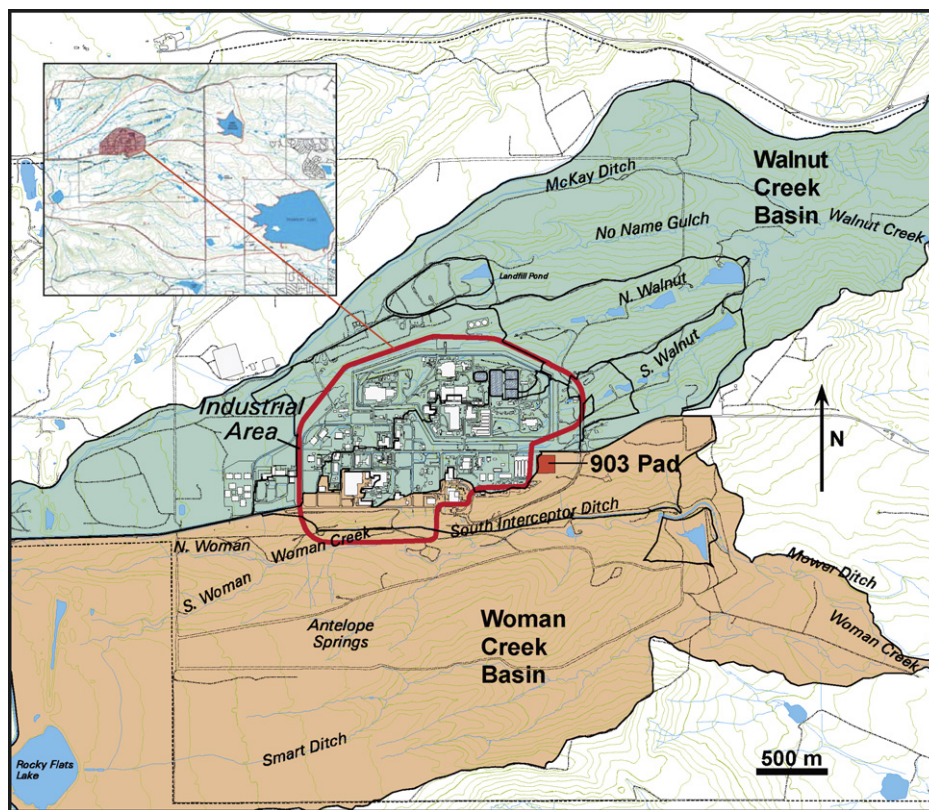 Walnut
Creek
Basin
McKay Ditch
No Name Gulch
Walnut Creek
Landfill Pond
N. Walnut
S. Walnut
Industrial
Area
N
903 Pad
South Interceptor Ditch
N. Woman
Woman Creek
S. Woman
Mower Ditch
Antelope
Springs
Woman
Creek
Basin
Woman Creek
Smart Ditch
Rocky Flats
Lake
500 m